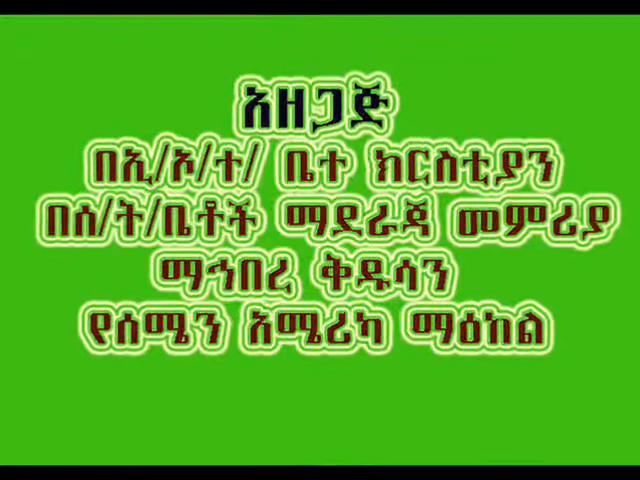 አዘጋጅ
በኢ/ኦ/ተ/ ቤተ ክርስቲያን
በሰ/ት/ቤቶች ማደራጃ መምሪያ
ማኅበረ ቅዱሳን
የሰሜን አሜሪካ ማዕከል